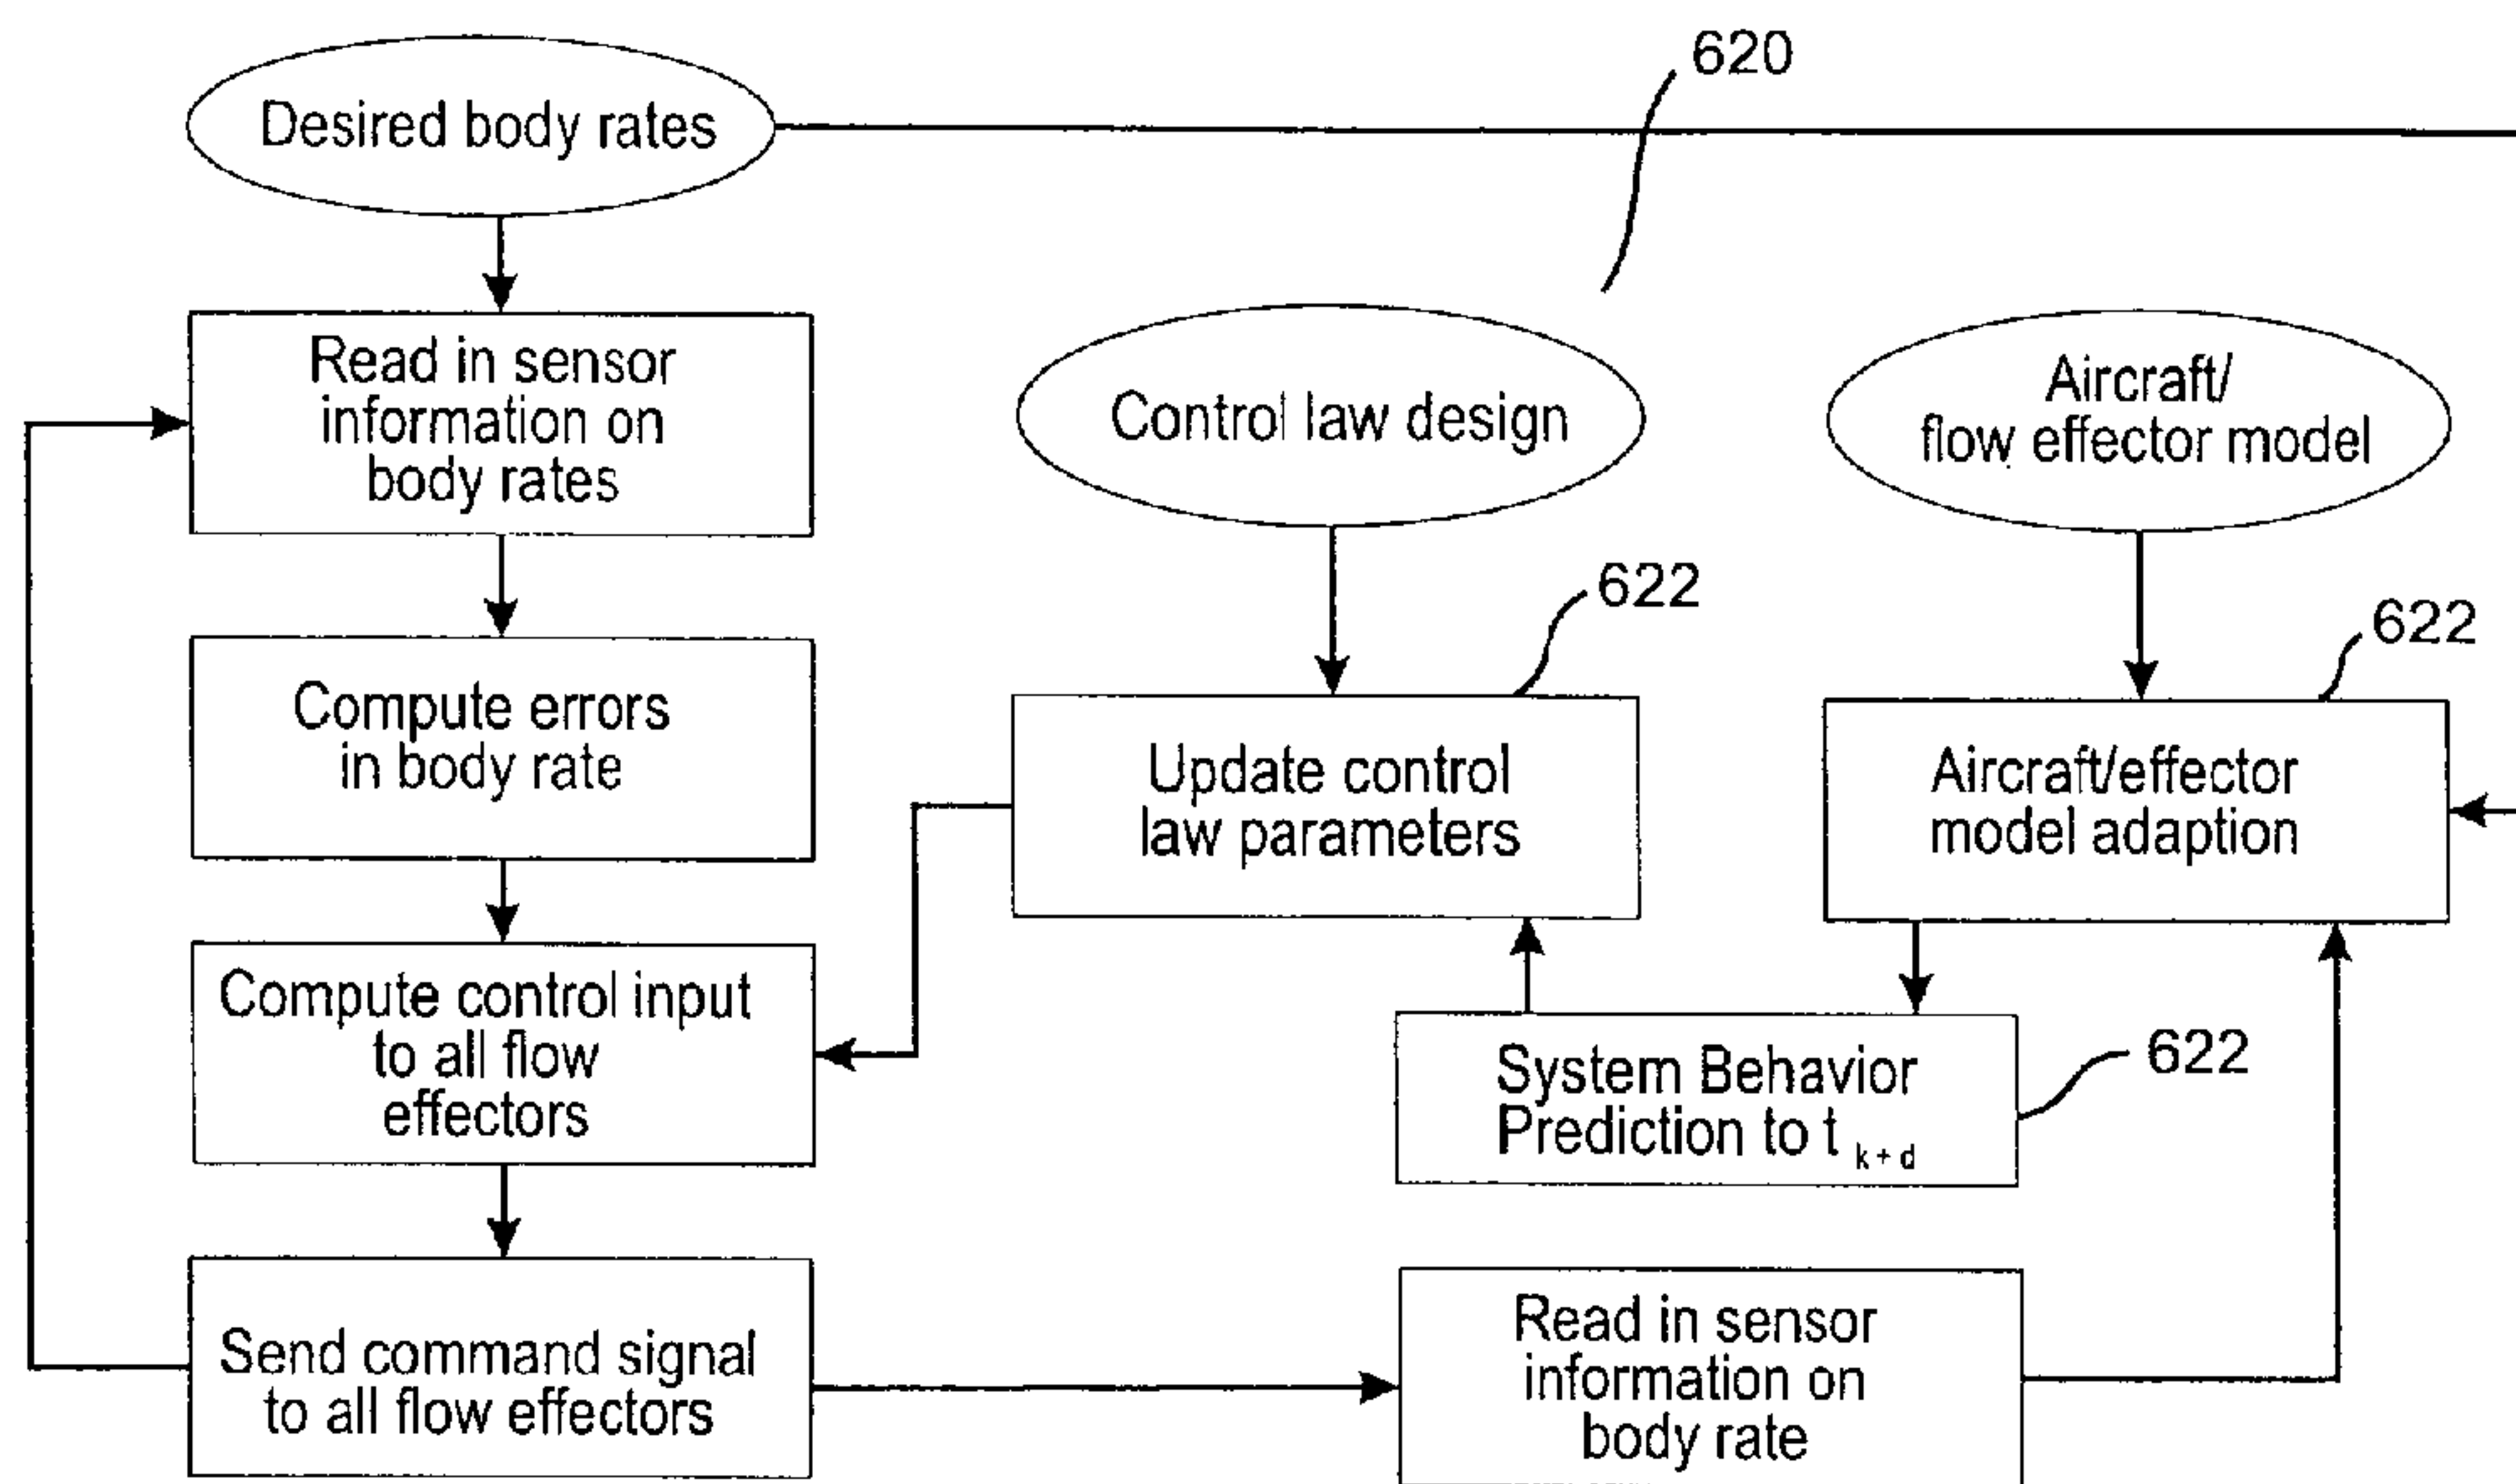 620
Desired body rates
Read in sensor
information on
body rates
Control law design
Aircraft/
flow effector model
622
622
Compute errors
in body rate
Update control
law parameters
Aircraft/effector
model adaption
Compute control input
to all flow
effectors
System Behavior
Prediction to t k + d
622
Send command signal
to all flow effectors
Read in sensor
information on
body rate